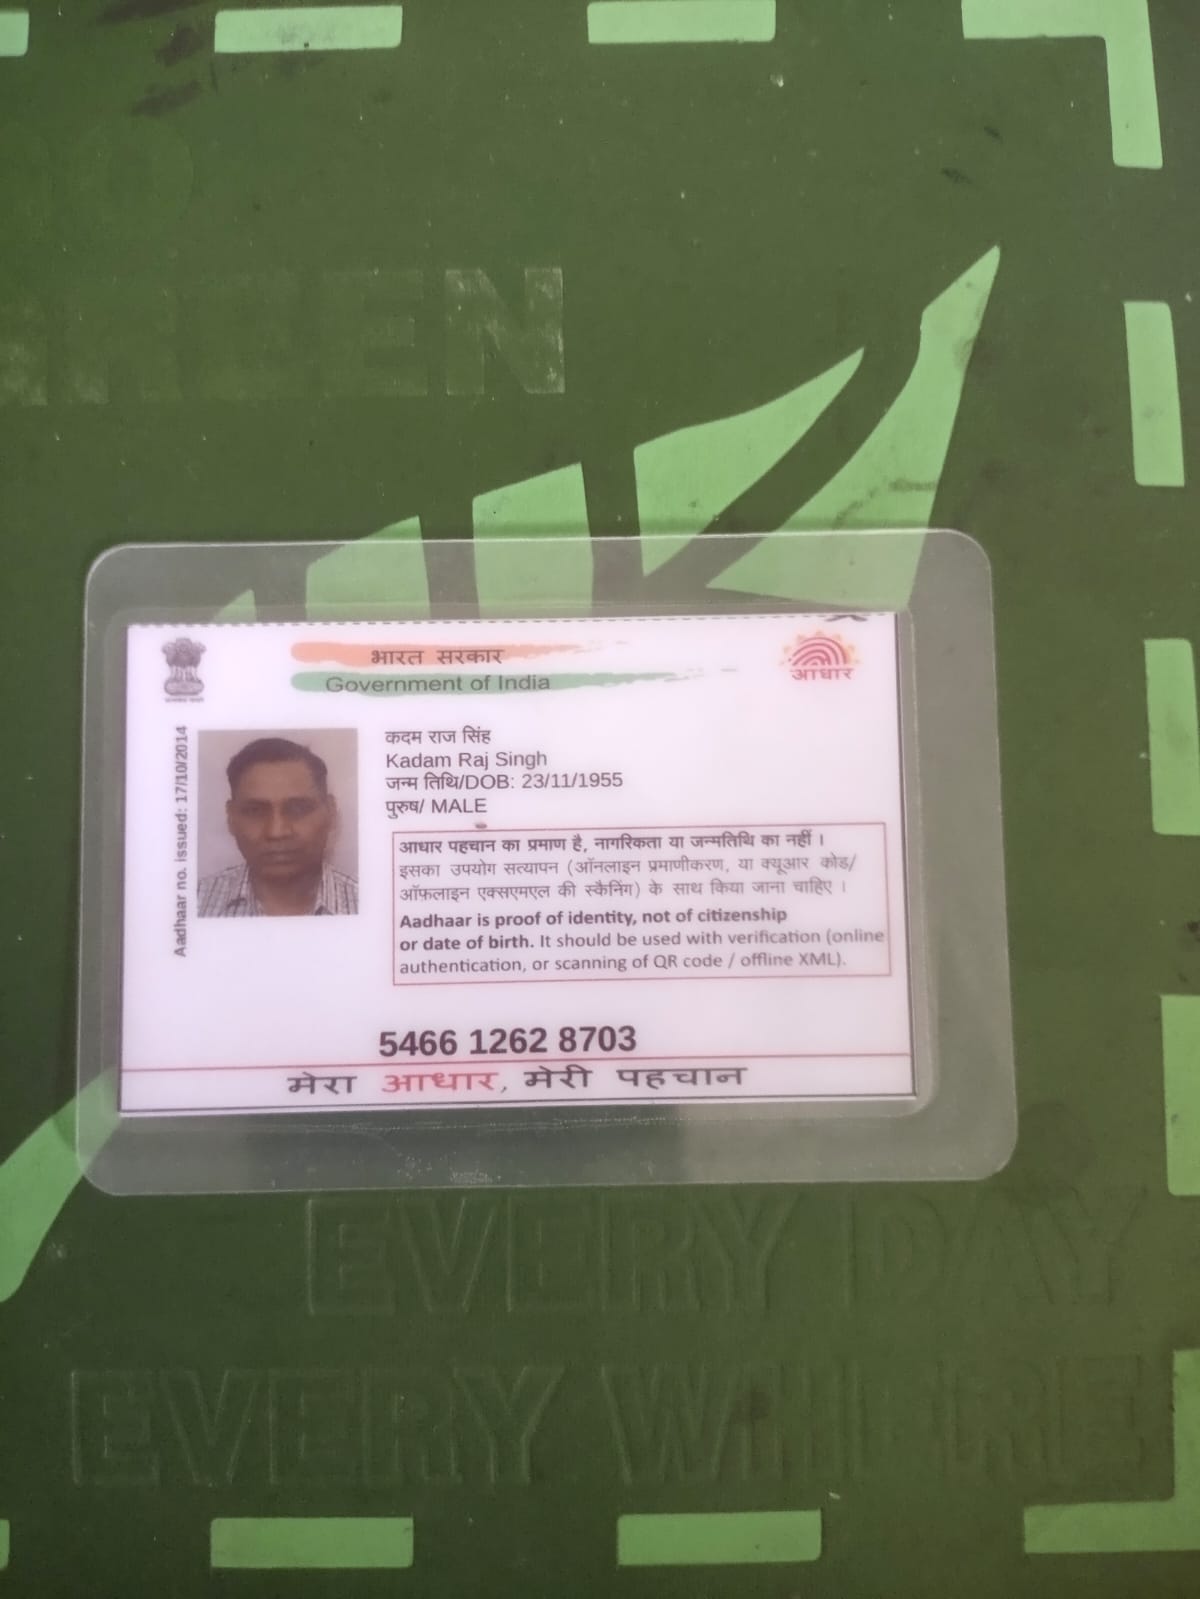 GREEN
भारत सरकार
Government of India
आधार
Aadhaar no. issued: 17/10/2014
कदम राज सिंह
Kadam Raj Singh
जन्म तिथि/DOB: 23/11/1955
पुरुष/ MALE
आधार पहचान का प्रमाण है, नागरिकता या जन्मतिथि का नहीं ।
इसका उपयोग सत्यापन (ऑनलाइन प्रमाणीकरण, या क्यूआर कोड/
ऑफ़लाइन एक्सएमएल की स्कैनिंग) के साथ किया जाना चाहिए ।
Aadhaar is proof of identity, not of citizenship
or date of birth. It should be used with verification (online
authentication, or scanning of QR code / offline XML).
5466 1262 8703
मेरा आधार, मेरी पहचान
EVERY DAY
EVERY WHERE